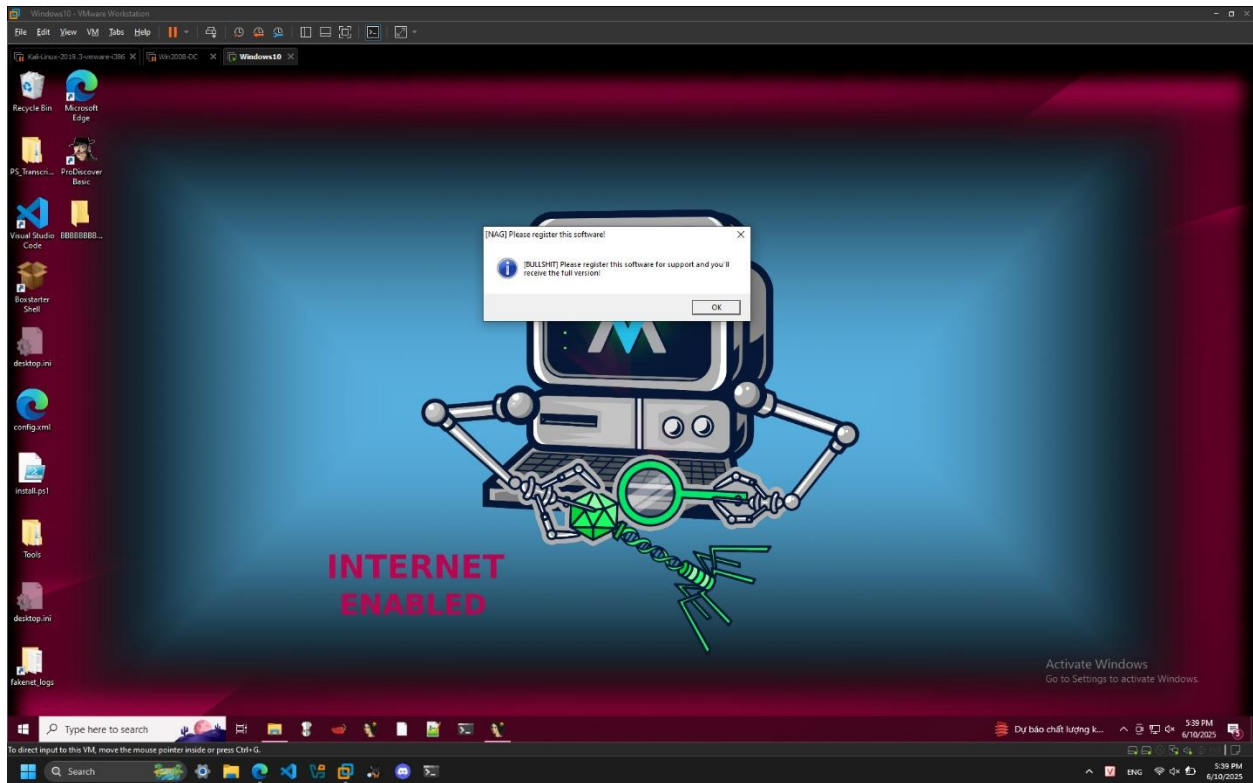 Windows10 - VMware Workstation
File Edit View VM Tabs Help
Kali-Linux-2019.3-vmware-i386 Win2008-DC Windows10
Recycle Bin
Microsoft
Edge
PS_Transcri...
ProDiscover
Basic
Visual Studio
Code
BBBBBBBB...
Boxstarter
Shell
desktop.ini
config.xml
install.ps1
Tools
desktop.ini
fakenet_logs
[NAG] Please register this software!
[BULLSHIT] Please register this software for support and you'll
receive the full version!
OK
INTERNET
ENABLED
Activate Windows
Go to Settings to activate Windows.
Type here to search
Dự báo chất lượng k...
5:39 PM
6/10/2025
To direct input to this VM, move the mouse pointer inside or press Ctrl+G.
Search
ENG
5:39 PM
6/10/2025